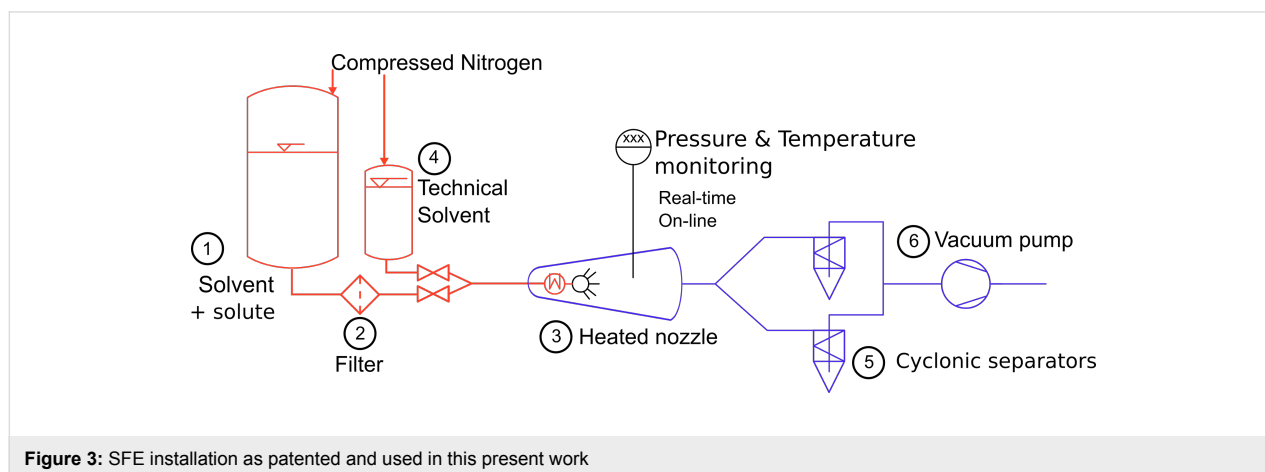 Compressed Nitrogen
xxx
Pressure & Temperature
monitoring
Real-time
On-line
4
Technical
Solvent
1
Solvent
+ solute
2
Filter
3 Heated nozzle
6 Vacuum pump
5 Cyclonic separators
Figure 3: SFE installation as patented and used in this present work